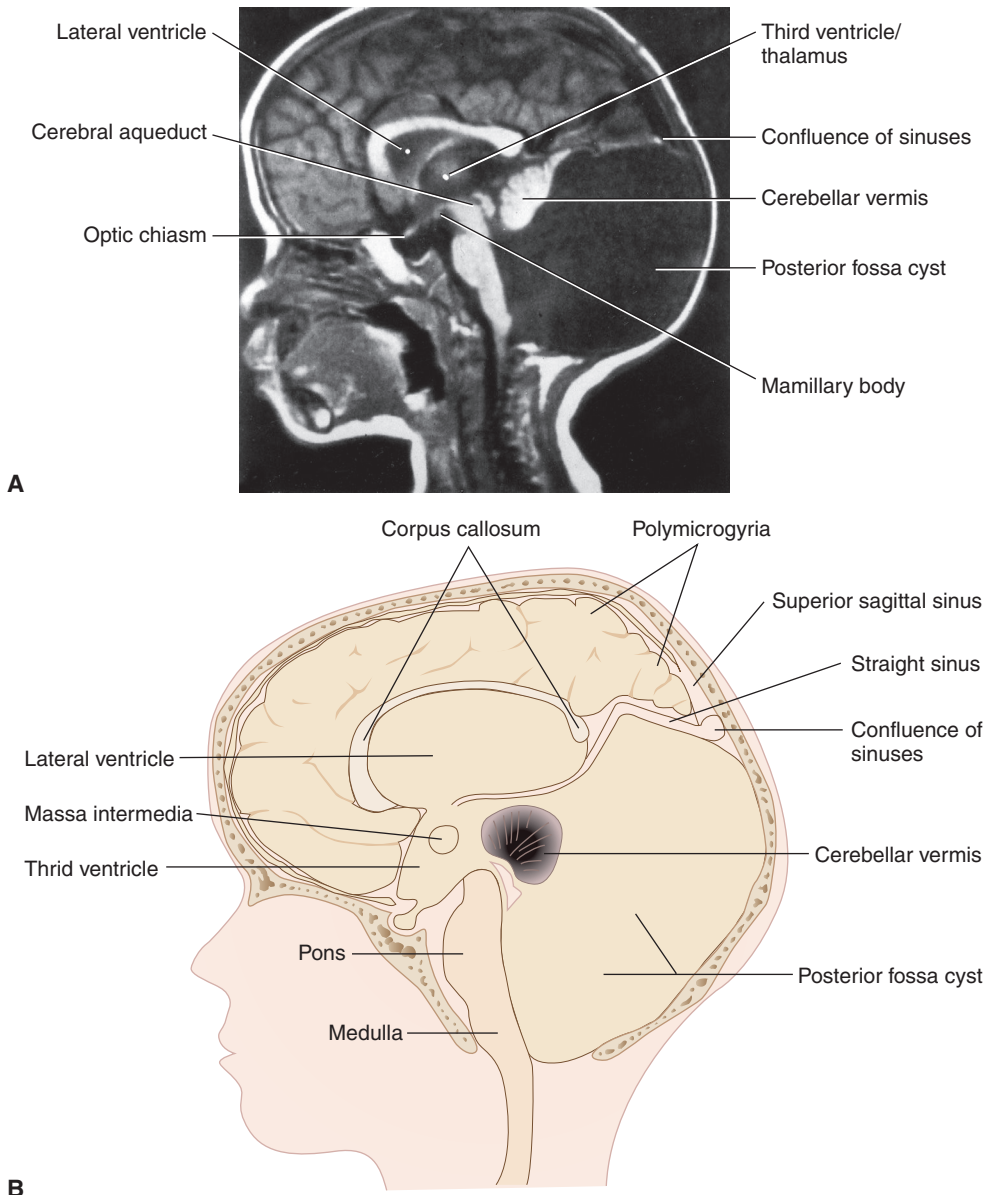 Lateral ventricle
Third ventricle/
thalamus
Cerebral aqueduct
Confluence of sinuses
Cerebellar vermis
Optic chiasm
Posterior fossa cyst
Mamillary body
A
Corpus callosum
Polymicrogyria
Superior sagittal sinus
Straight sinus
Confluence of
sinuses
Lateral ventricle
Massa intermedia
Thrid ventricle
Cerebellar vermis
Pons
Posterior fossa cyst
Medulla
B